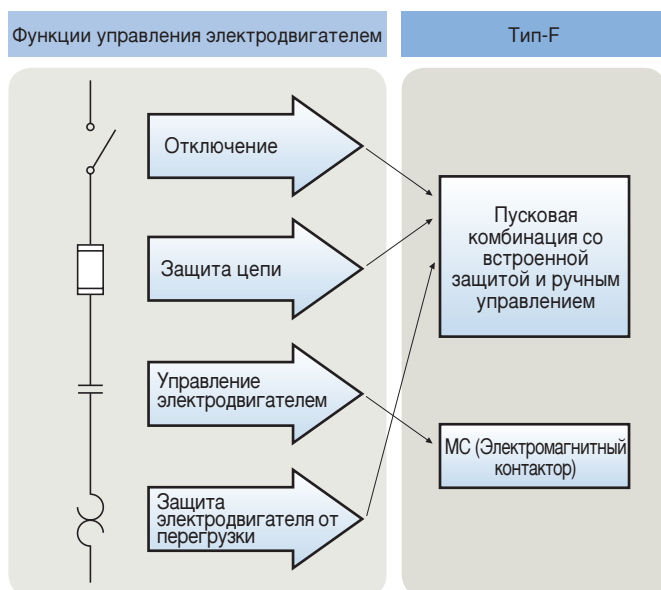 Функции управления электродвигателем
Тип-F
Отключение
Защита цепи
Управление
электродвигателем
Защита
электродвигателя от
перегрузки
Пусковая
комбинация со
встроенной
защитой и ручным
управлением
МС (Электромагнитный
контактор)